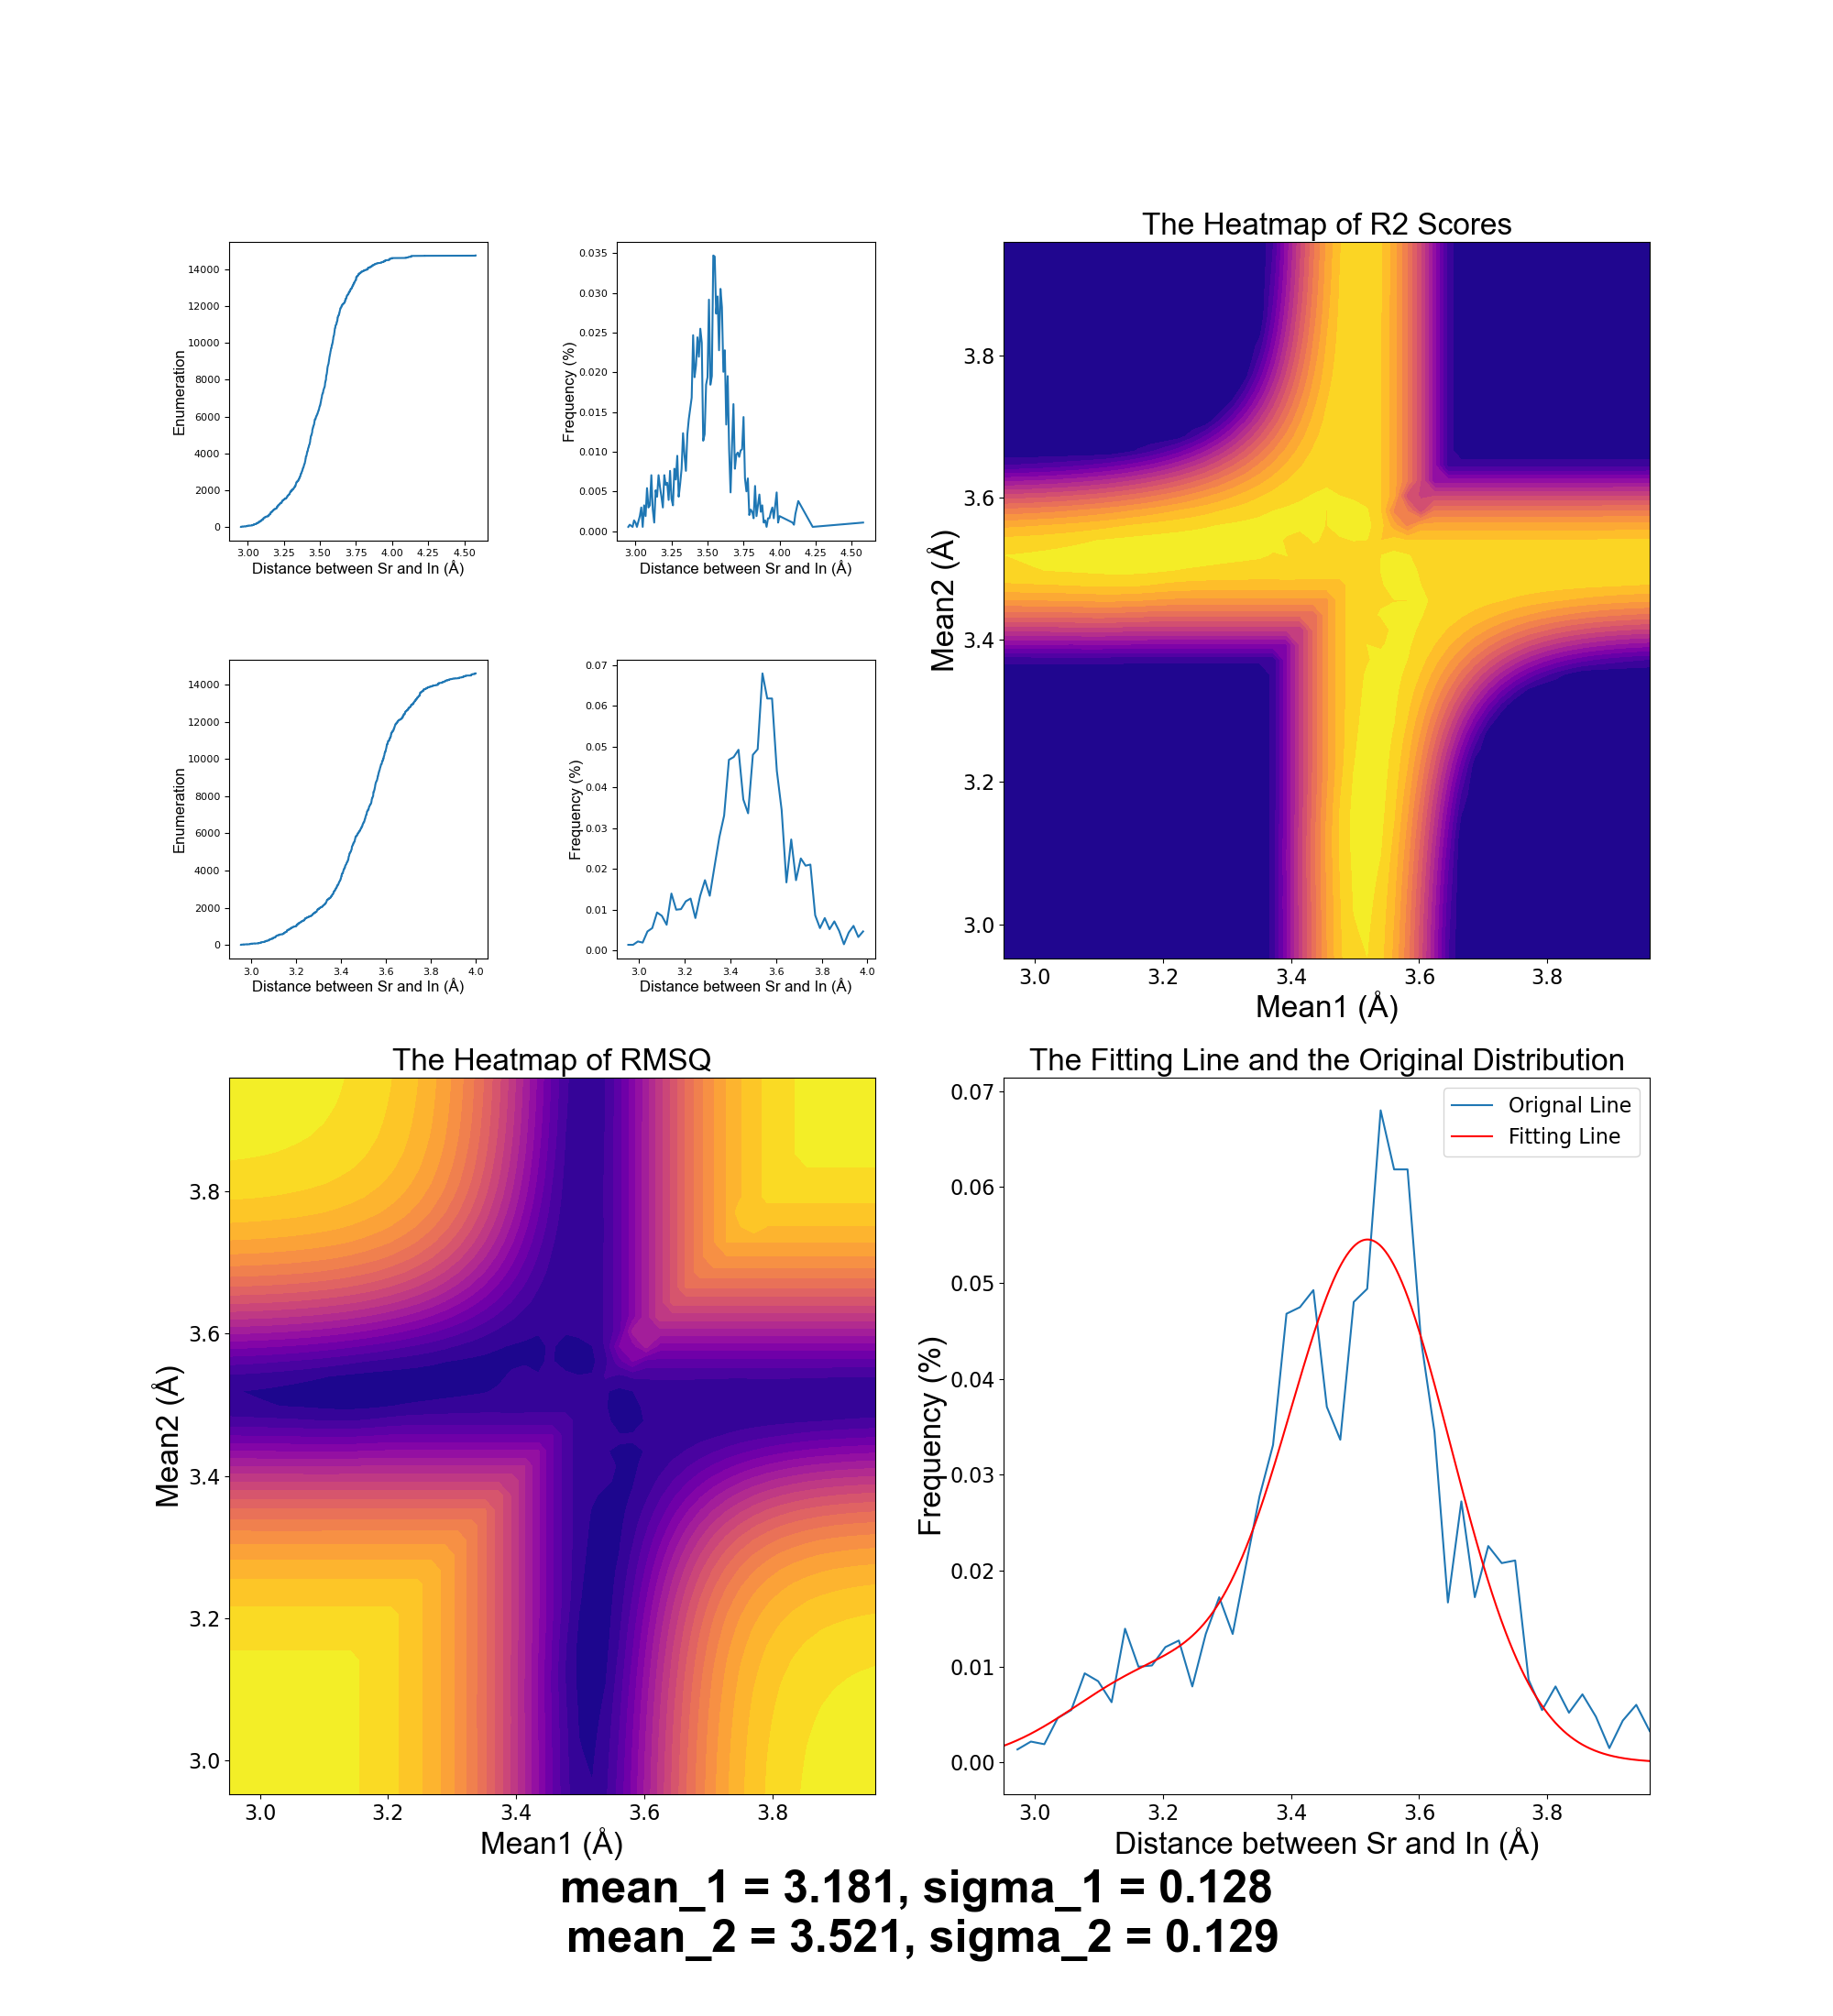 14000
12000
10000
8000
6000
4000
2000
0
Enumeration
3.00 3.25 3.50 3.75 4.00 4.25 4.50
Distance between Sr and In (Å)
0.035
0.030
0.025
0.020
0.015
0.010
0.005
0.000
Frequency (%)
3.00 3.25 3.50 3.75 4.00 4.25 4.50
Distance between Sr and In (Å)
The Heatmap of R2 Scores
3.8
3.6
3.4
3.2
3.0
Mean2 (Å)
3.0 3.2 3.4 3.6 3.8
Mean1 (Å)
14000
12000
10000
8000
6000
4000
2000
0
Enumeration
3.0 3.2 3.4 3.6 3.8 4.0
Distance between Sr and In (Å)
0.07
0.06
0.05
0.04
0.03
0.02
0.01
0.00
Frequency (%)
3.0 3.2 3.4 3.6 3.8 4.0
Distance between Sr and In (Å)
The Heatmap of RMSQ
3.8
3.6
3.4
3.2
3.0
Mean2 (Å)
3.0 3.2 3.4 3.6 3.8
Mean1 (Å)
The Fitting Line and the Original Distribution
Orignal Line
Fitting Line
0.07
0.06
0.05
0.04
0.03
0.02
0.01
0.00
Frequency (%)
3.0 3.2 3.4 3.6 3.8
Distance between Sr and In (Å)
mean_1 = 3.181, sigma_1 = 0.128
mean_2 = 3.521, sigma_2 = 0.129